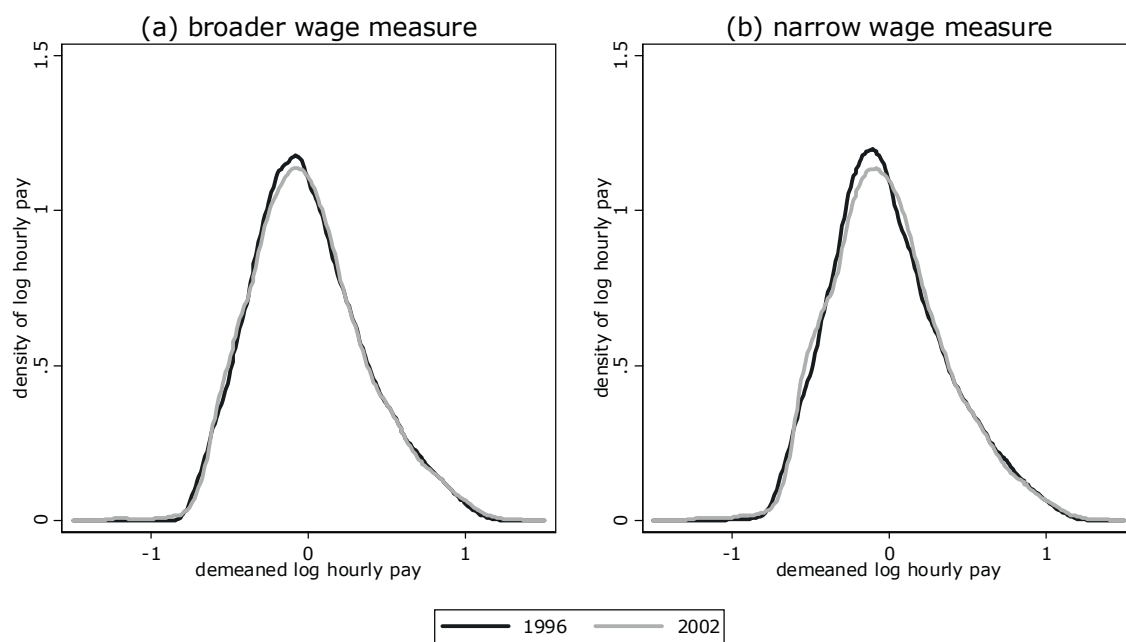 (a) broader wage measure
density of log hourly pay
1.5
1
.5
0
-1 0 1
demeaned log hourly pay
(b) narrow wage measure
density of log hourly pay
1.5
1
.5
0
-1 0 1
demeaned log hourly pay
1996 2002